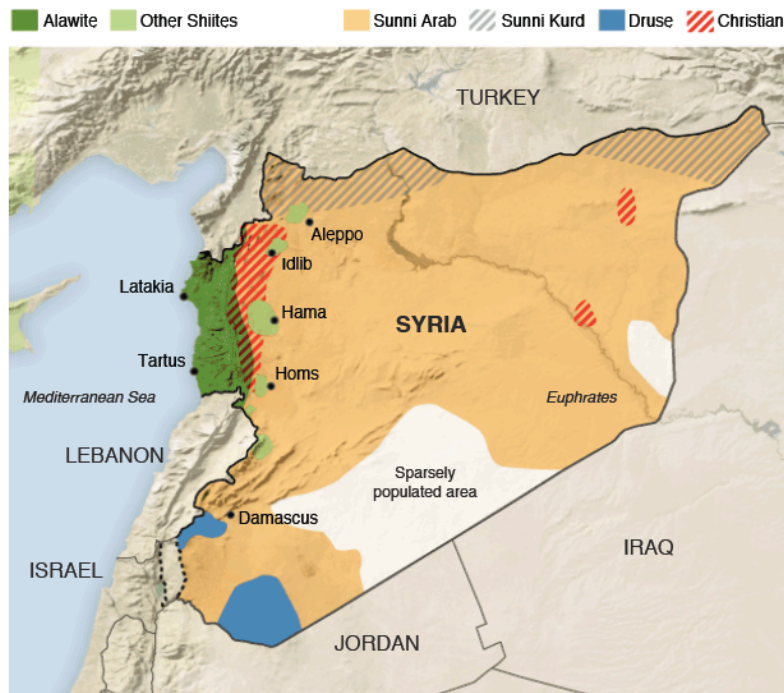 Alawite Other Shiites Sunni Arab Sunni Kurd Druse Christian
TURKEY
Aleppo
Idlib
Latakia
Hama
SYRIA
Tartus
Homs
Mediterranean Sea
Euphrates
LEBANON
Sparsely
populated area
Damascus
IRAQ
ISRAEL
JORDAN